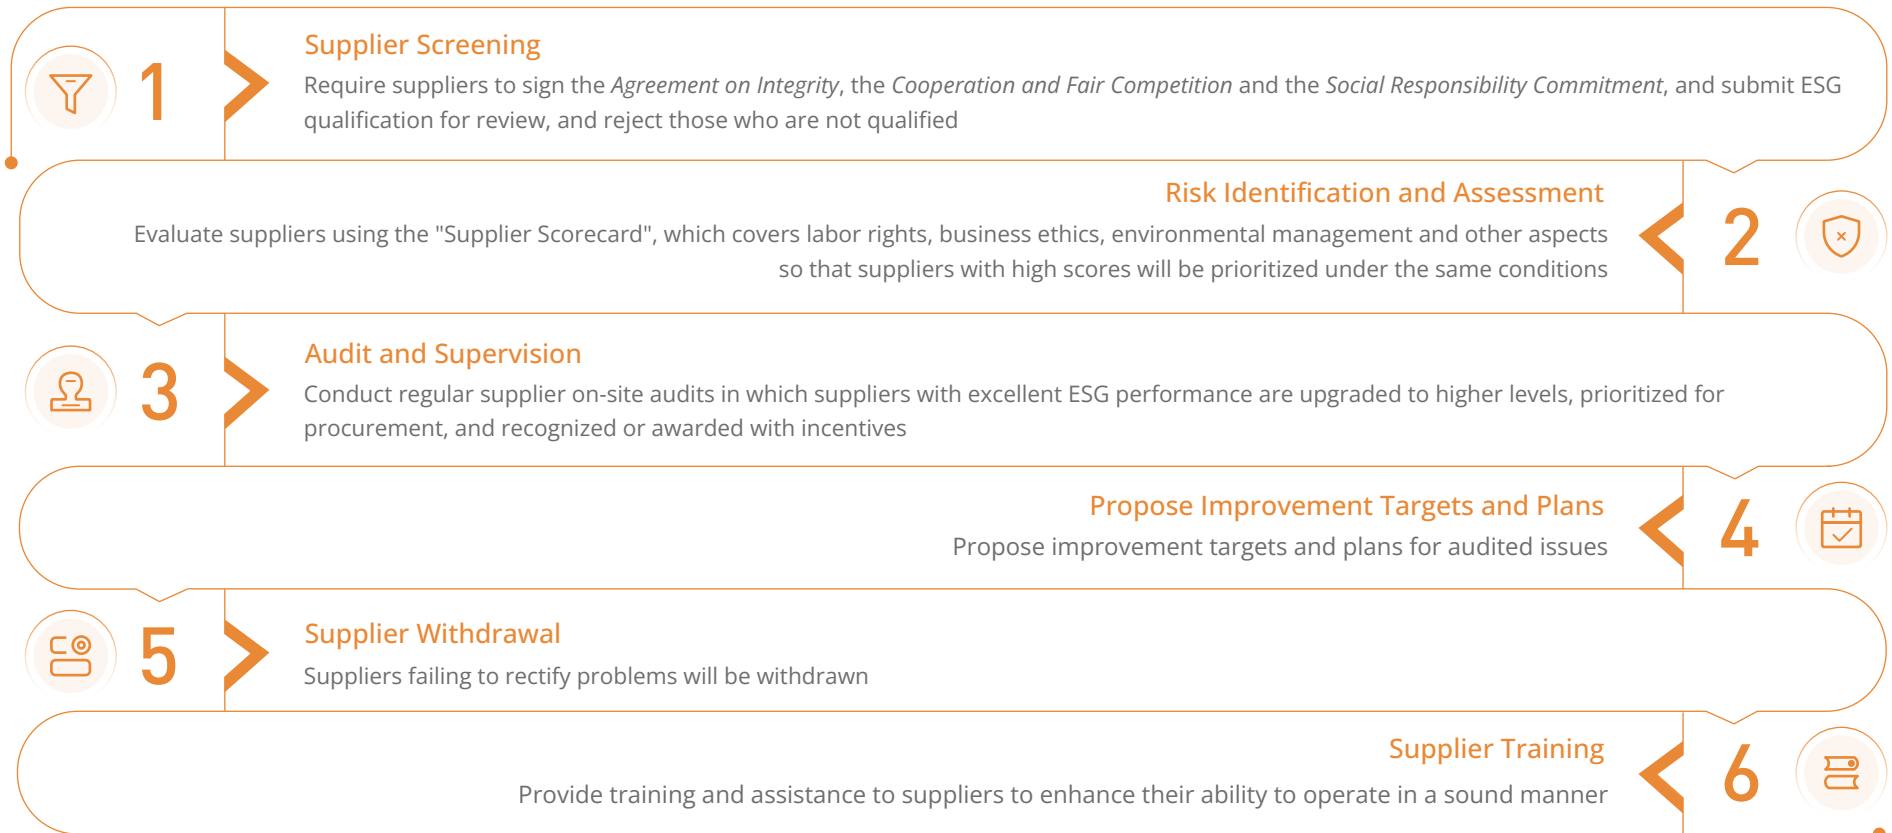 1
Supplier Screening
Require suppliers to sign the Agreement on Integrity, the Cooperation and Fair Competition and the Social Responsibility Commitment, and submit ESG
qualification for review, and reject those who are not qualified
Risk Identification and Assessment
Evaluate suppliers using the "Supplier Scorecard", which covers labor rights, business ethics, environmental management and other aspects
so that suppliers with high scores will be prioritized under the same conditions
2
3
Audit and Supervision
Conduct regular supplier on-site audits in which suppliers with excellent ESG performance are upgraded to higher levels, prioritized for
procurement, and recognized or awarded with incentives
Propose Improvement Targets and Plans
Propose improvement targets and plans for audited issues
4
5
Supplier Withdrawal
Suppliers failing to rectify problems will be withdrawn
Supplier Training
Provide training and assistance to suppliers to enhance their ability to operate in a sound manner
6